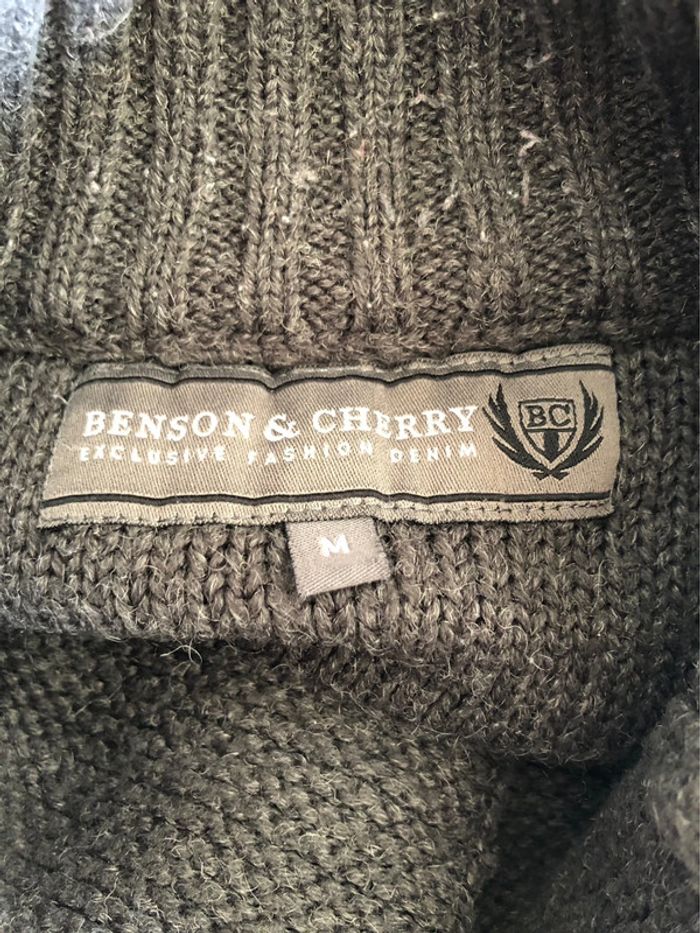 BENSON & CHERRY
EXCLUSIVE FASHION DENIM
BC
M